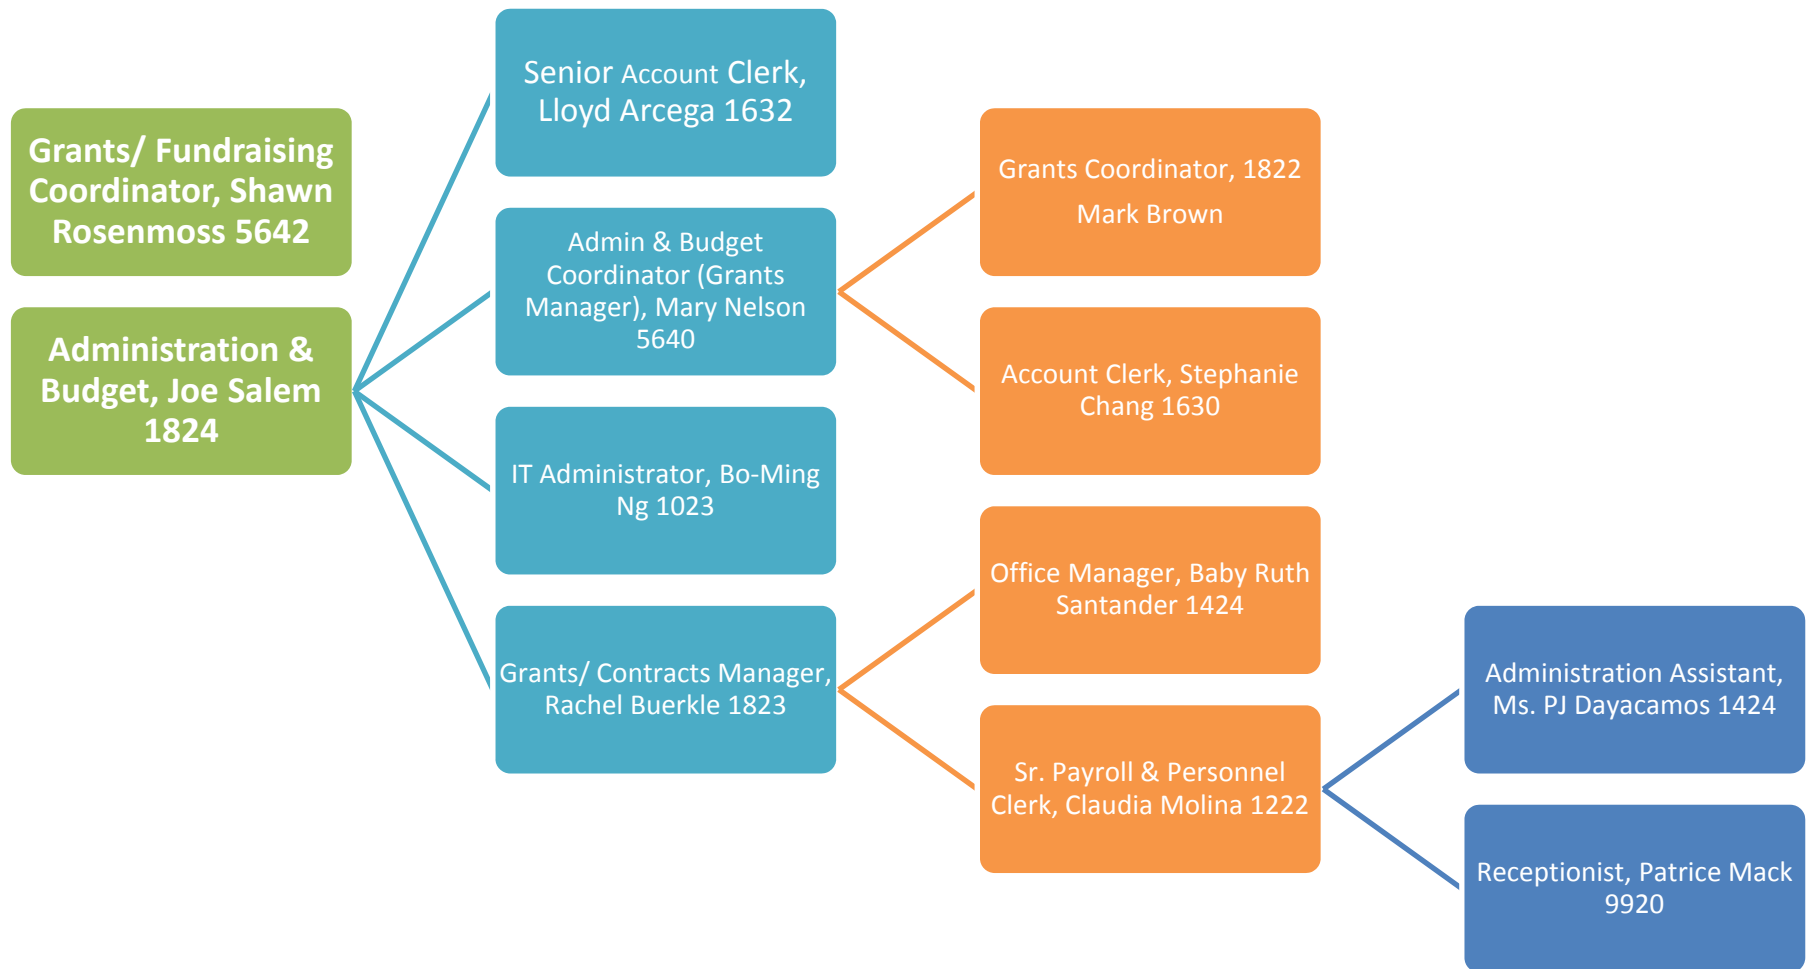 Grants/ Fundraising
Coordinator, Shawn
Rosenmoss 5642
Administration &
Budget, Joe Salem
1824
Senior Account Clerk,
Lloyd Arcega 1632
Admin & Budget
Coordinator (Grants
Manager), Mary Nelson
5640
IT Administrator, Bo-Ming
Ng 1023
Grants/ Contracts Manager,
Rachel Buerkle 1823
Grants Coordinator, 1822
Mark Brown
Account Clerk, Stephanie
Chang 1630
Office Manager, Baby Ruth
Santander 1424
Sr. Payroll & Personnel
Clerk, Claudia Molina 1222
Administration Assistant,
Ms. PJ Dayacamos 1424
Receptionist, Patrice Mack
9920